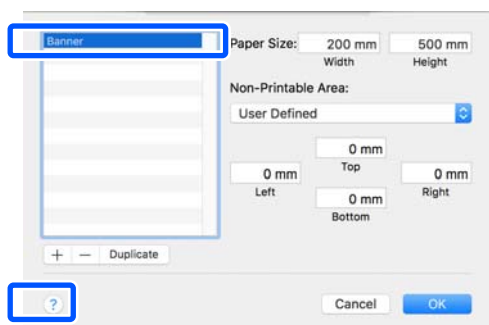 Banner
Paper Size: 200 mm 500 mm
Width Height
Non-Printable Area:
User Defined
0 mm
Top
0 mm 0 mm
Left Right
0 mm
Bottom
+ − Duplicate
? Cancel OK